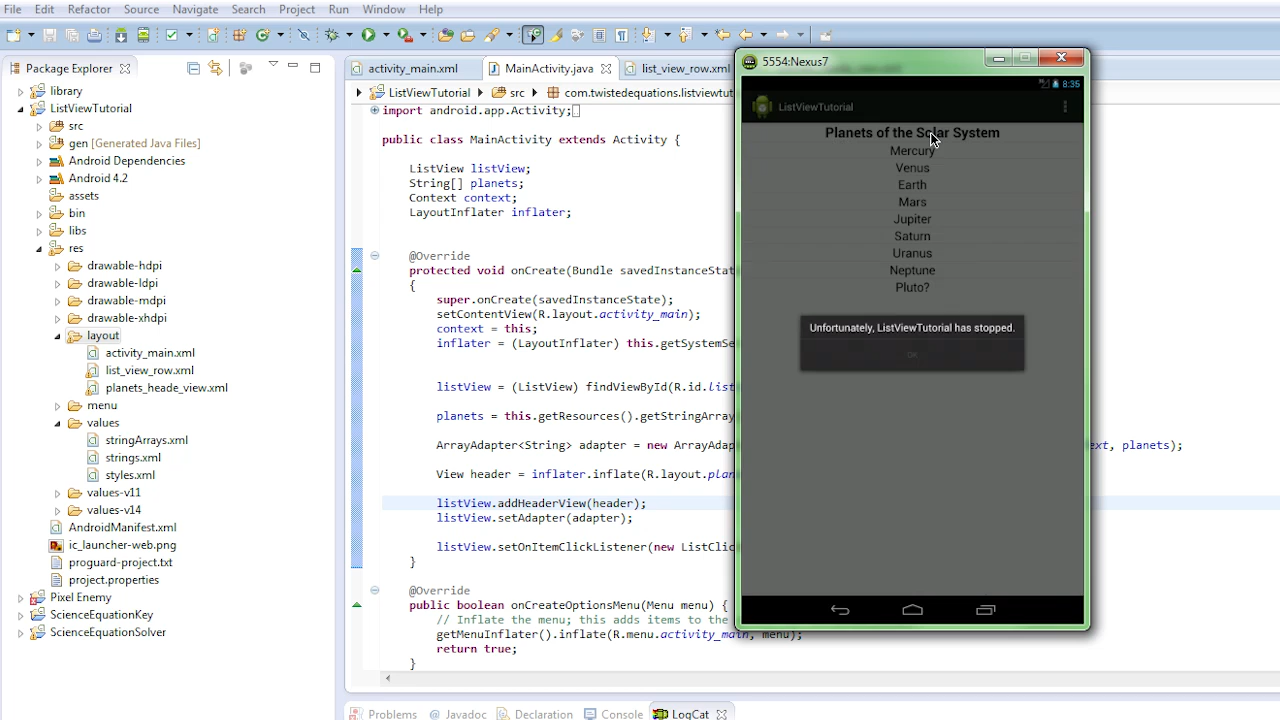 File Edit Refactor Source Navigate Search Project Run Window Help
Package Explorer
library
ListViewTutorial
src
gen [Generated Java Files]
Android Dependencies
Android 4.2
assets
bin
libs
res
drawable-hdpi
drawable-ldpi
drawable-mdpi
drawable-xhdpi
layout
activity_main.xml
list_view_row.xml
planets_heade_view.xml
menu
values
stringArrays.xml
strings.xml
styles.xml
values-v11
values-v14
AndroidManifest.xml
ic_launcher-web.png
proguard-project.txt
project.properties
Pixel Enemy
ScienceEquationKey
ScienceEquationSolver
activity_main.xml MainActivity.java list_view_row.xml
ListViewTutorial src com.twistedequations.listviewtut
import android.app.Activity;
public class MainActivity extends Activity {
ListView listView;
String[] planets;
Context context;
LayoutInflater inflater;
@Override
protected void onCreate(Bundle savedInstanceStat
{
super.onCreate(savedInstanceState);
setContentView(R.layout.activity_main);
context = this;
inflater = (LayoutInflater) this.getSystemSe
listView = (ListView) findViewById(R.id.list
planets = this.getResources().getStringArray
ArrayAdapter<String> adapter = new ArrayAdap ext, planets);
View header = inflater.inflate(R.layout.plan
listView.addHeaderView(header);
listView.setAdapter(adapter);
listView.setOnItemClickListener(new ListClic
}
@Override
public boolean onCreateOptionsMenu(Menu menu) {
// Inflate the menu; this adds items to the
getMenuInflater().inflate(R.menu.activity_main, menu);
return true;
}
Problems @ Javadoc Declaration Console LogCat
5554:Nexus7
8:35
ListViewTutorial
Planets of the Solar System
Mercury
Venus
Earth
Mars
Jupiter
Saturn
Uranus
Neptune
Pluto?
Unfortunately, ListViewTutorial has stopped.
OK